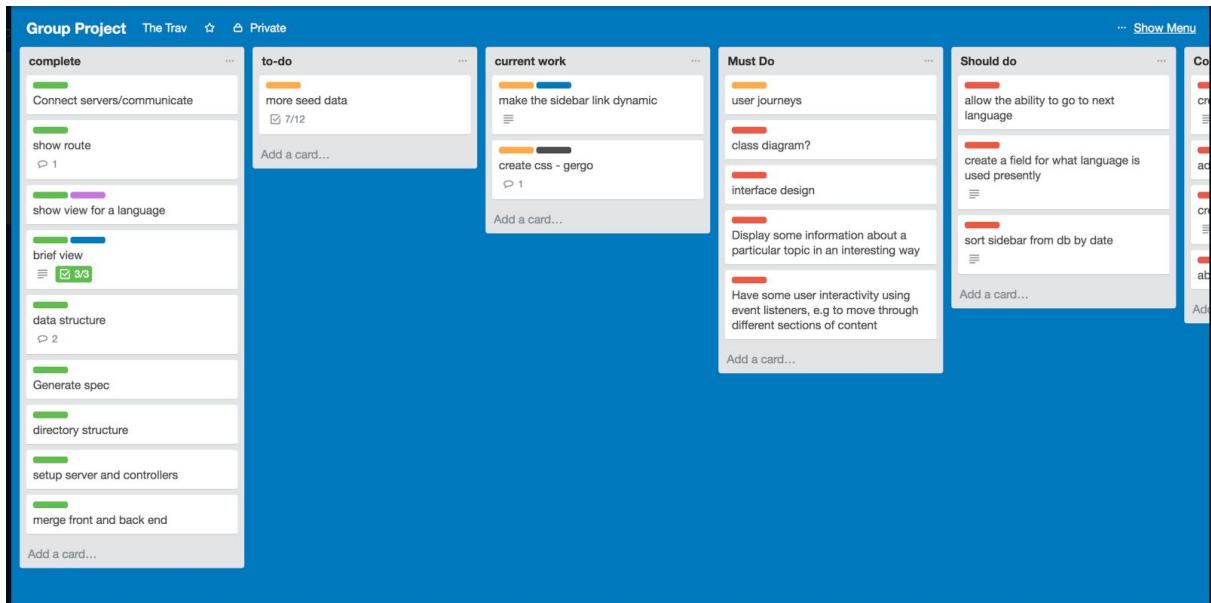 Group Project The Trav Private ... Show Menu
complete ...
Connect servers/communicate
show route
1
show view for a language
brief view
3/3
data structure
2
Generate spec
directory structure
setup server and controllers
merge front and back end
Add a card...
to-do ...
more seed data
7/12
Add a card...
current work ...
make the sidebar link dynamic
create css - gergo
1
Add a card...
Must Do ...
user journeys
class diagram?
interface design
Display some information about a
particular topic in an interesting way
Have some user interactivity using
event listeners, e.g to move through
different sections of content
Add a card...
Should do ...
allow the ability to go to next
language
create a field for what language is
used presently
sort sidebar from db by date
Add a card...